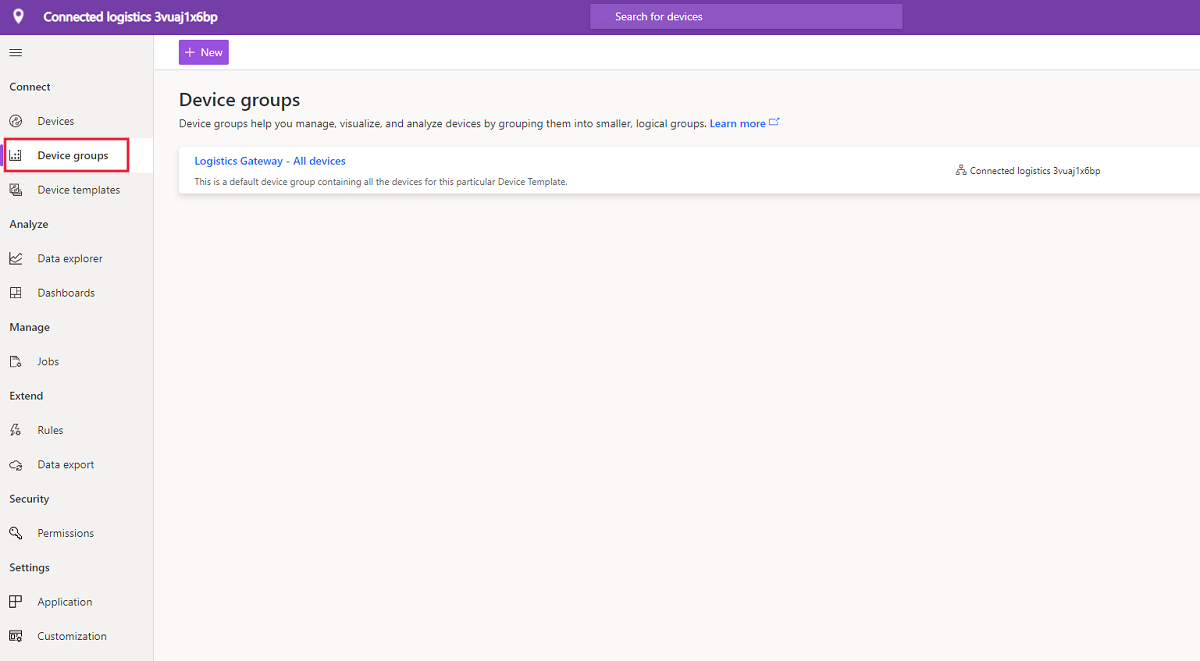 Connected logistics 3vuaj1x6bp
Search for devices
New
Connect
Devices
Device groups
Device templates
Analyze
Data explorer
Dashboards
Manage
Jobs
Extend
Rules
Data export
Security
Permissions
Settings
Application
Customization
Device groups
Device groups help you manage, visualize, and analyze devices by grouping them into smaller, logical groups. Learn more
Logistics Gateway - All devices
This is a default device group containing all the devices for this particular Device Template.
Connected logistics 3vuaj1x6bp